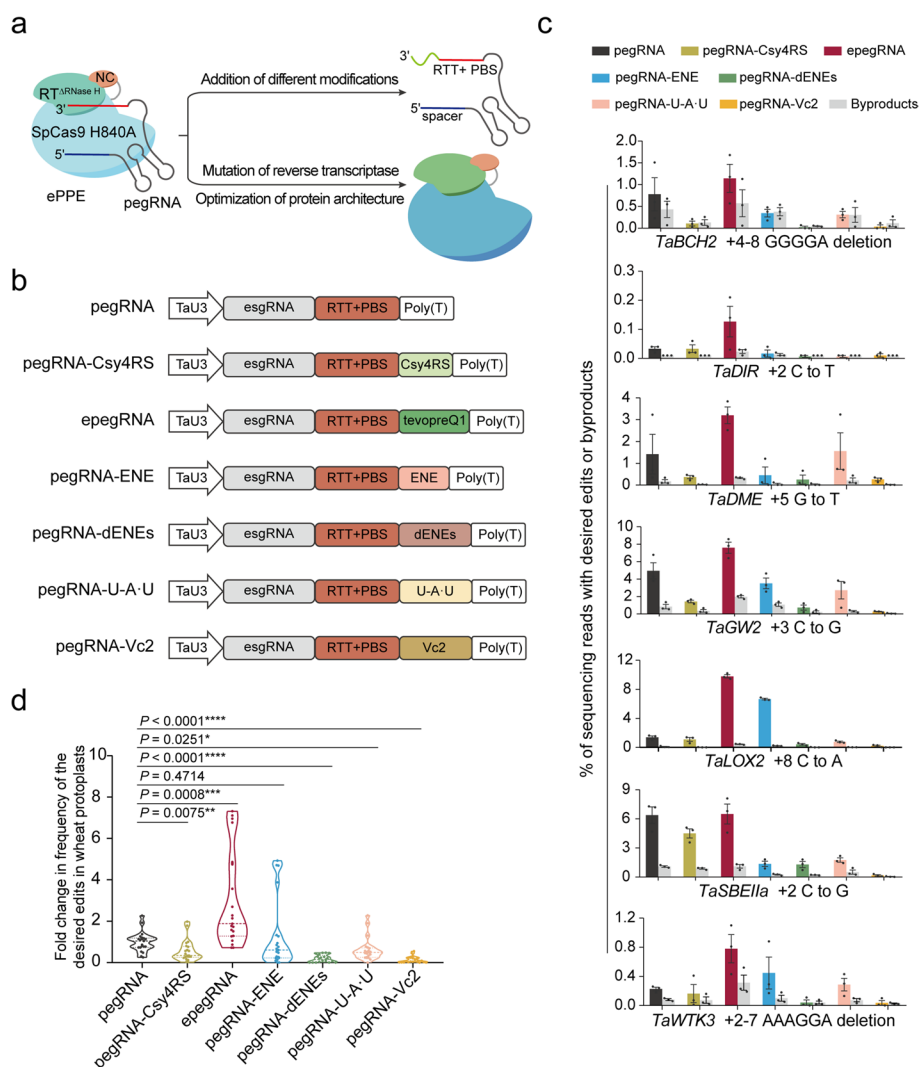 a
NC
RTΔRNase H
3'
SpCas9 H840A
5'
ePPE
pegRNA
Addition of different modifications
Mutation of reverse transcriptase
Optimization of protein architecture
3'
RTT+ PBS
5'
spacer
b
pegRNA TaU3 esgRNA RTT+PBS Poly(T)
pegRNA-Csy4RS TaU3 esgRNA RTT+PBS Csy4RS Poly(T)
epegRNA TaU3 esgRNA RTT+PBS tevopreQ1 Poly(T)
pegRNA-ENE TaU3 esgRNA RTT+PBS ENE Poly(T)
pegRNA-dENEs TaU3 esgRNA RTT+PBS dENEs Poly(T)
pegRNA-U-A·U TaU3 esgRNA RTT+PBS U-A·U Poly(T)
pegRNA-Vc2 TaU3 esgRNA RTT+PBS Vc2 Poly(T)
c
pegRNA pegRNA-Csy4RS epegRNA
pegRNA-ENE pegRNA-dENEs
pegRNA-U-A·U pegRNA-Vc2 Byproducts
% of sequencing reads with desired edits or byproducts
2.0
1.5
1.0
0.5
0.0
TaBCH2 +4-8 GGGGA deletion
0.3
0.2
0.1
0.0
TaDIR +2 C to T
4
3
2
1
0
TaDME +5 G to T
10
8
6
4
2
0
TaGW2 +3 C to G
12
8
4
0
TaLOX2 +8 C to A
9
6
3
0
TaSBEIIa +2 C to G
1.2
0.8
0.4
0.0
TaWTK3 +2-7 AAAGGA deletion
d
Fold change in frequency of the
desired edits in wheat protoplasts
P < 0.0001****
P = 0.0251*
P < 0.0001****
P = 0.4714
P = 0.0008***
P = 0.0075**
10
8
6
4
2
0
pegRNA
pegRNA-Csy4RS
epegRNA
pegRNA-ENE
pegRNA-dENEs
pegRNA-U-A·U
pegRNA-Vc2